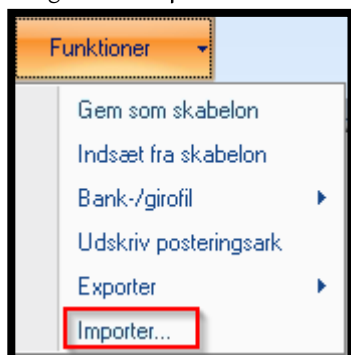 Funktioner
Gem som skabelon
Indsæt fra skabelon
Bank-/girofil
Udskriv posteringsark
Exporter
Importer...